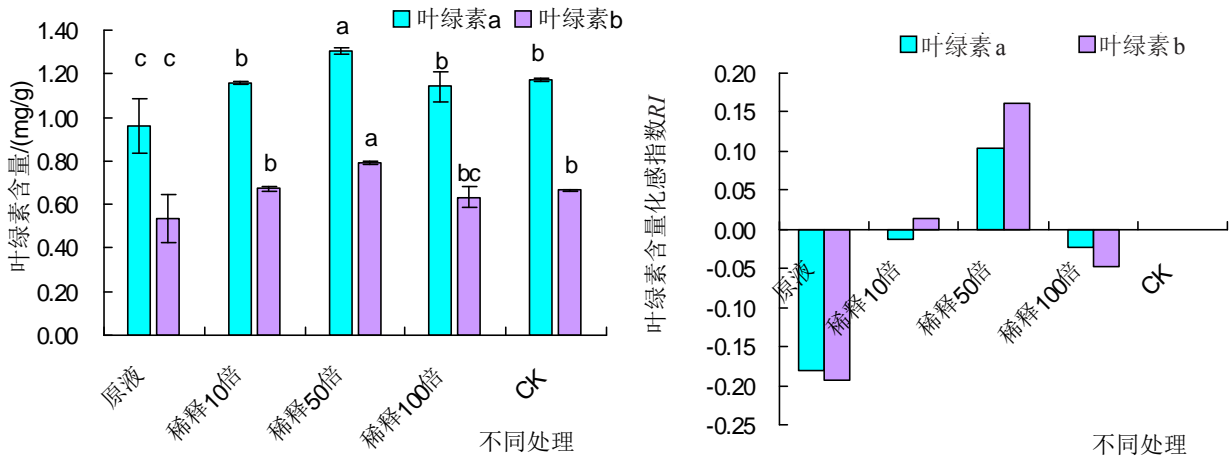 叶绿素a 叶绿素b
叶绿素含量/(mg/g)
1.40
1.20
1.00
0.80
0.60
0.40
0.20
0.00
c c
b b
a a
b bc
b b
原液
稀释10倍
稀释50倍
稀释100倍
CK
不同处理
叶绿素a 叶绿素b
叶绿素含量化感指数RI
0.20
0.15
0.10
0.05
0.00
-0.05
-0.10
-0.15
-0.20
-0.25
原液
稀释10倍
稀释50倍
稀释100倍
CK
不同处理